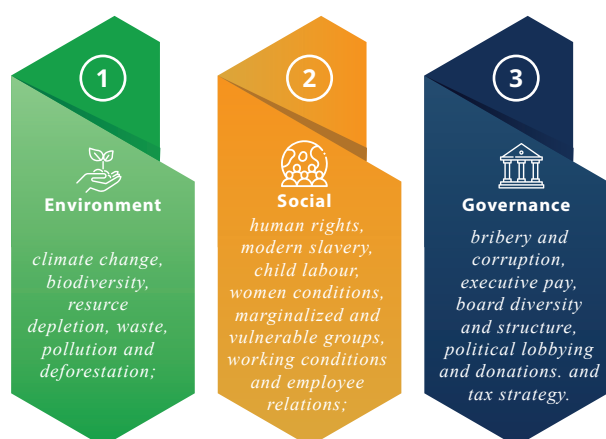 1
Environment
climate change,
biodiversity,
resurce
depletion, waste,
pollution and
deforestation;
2
Social
human rights,
modern slavery,
child labour,
women conditions,
marginalized and
vulnerable groups,
working conditions
and employee
relations;
3
Governance
bribery and
corruption,
executive pay,
board diversity
and structure,
political lobbying
and donations. and
tax strategy.